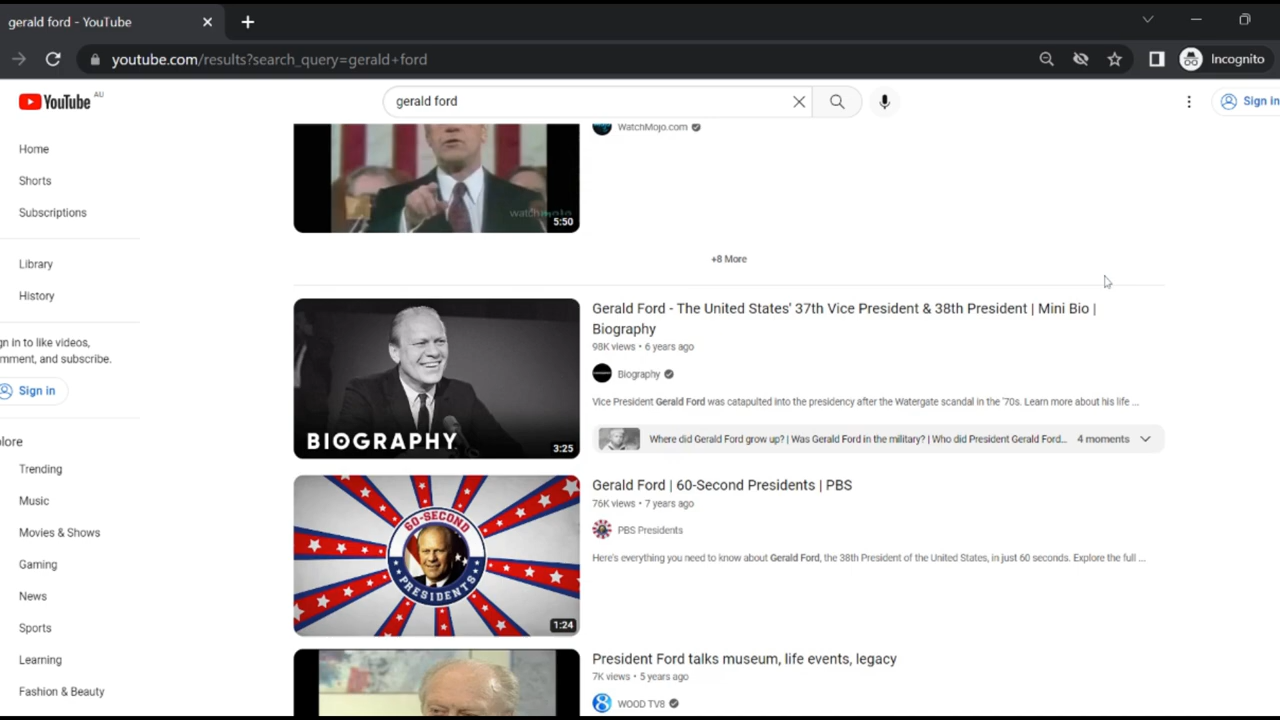 gerald ford - YouTube
youtube.com/results?search_query=gerald+ford
Incognito
YouTube AU
gerald ford
Sign in
Home
Shorts
Subscriptions
Library
History
gn in to like videos,
mment, and subscribe.
Sign in
lore
Trending
Music
Movies & Shows
Gaming
News
Sports
Learning
Fashion & Beauty
WatchMojo.com
watchmojo
5:50
+8 More
BIOGRAPHY
3:25
Gerald Ford - The United States' 37th Vice President & 38th President | Mini Bio |
Biography
98K views • 6 years ago
Biography
Vice President Gerald Ford was catapulted into the presidency after the Watergate scandal in the '70s. Learn more about his life ...
Where did Gerald Ford grow up? | Was Gerald Ford in the military? | Who did President Gerald Ford... 4 moments
60-SECOND
PRESIDENTS
1:24
Gerald Ford | 60-Second Presidents | PBS
76K views • 7 years ago
PBS Presidents
Here's everything you need to know about Gerald Ford, the 38th President of the United States, in just 60 seconds. Explore the full ...
President Ford talks museum, life events, legacy
7K views • 5 years ago
8
WOOD TV8